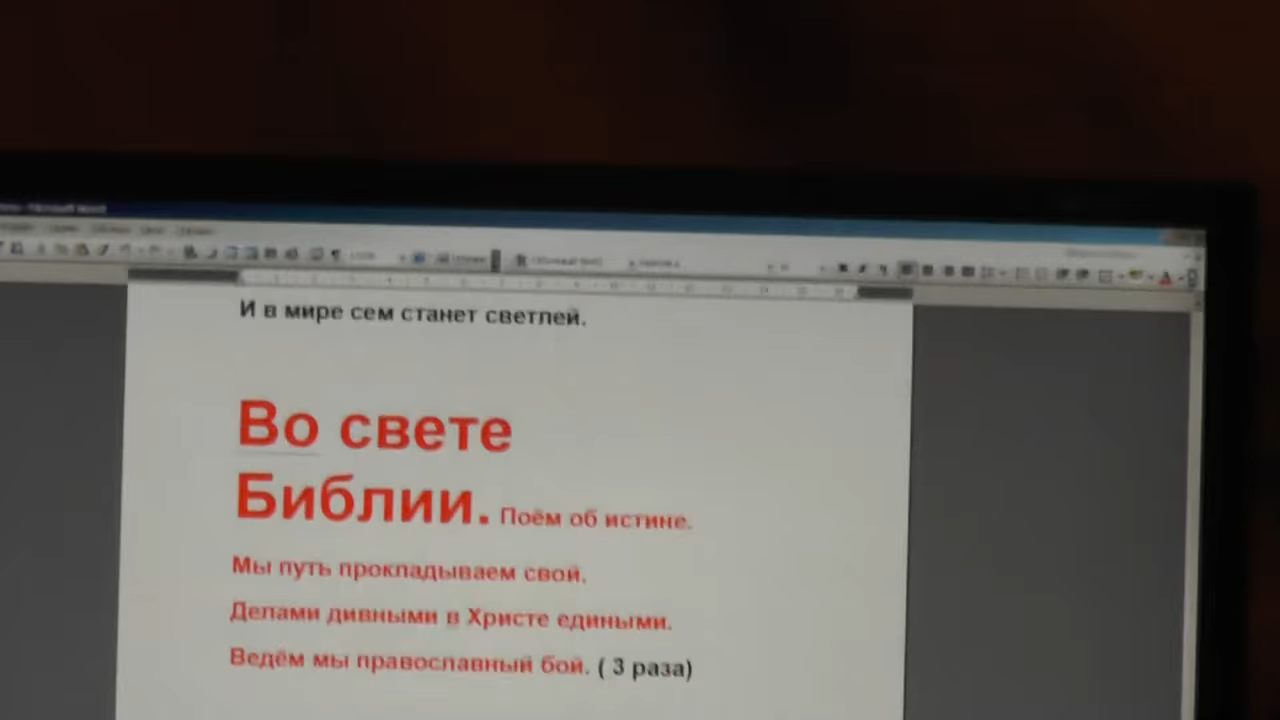 И в мире сем станет светлей.
Во свете
Библии. Поём об истине.
Мы путь прокладываем свой,
Делами дивными в Христе едиными.
Ведём мы православный бой. ( 3 раза)